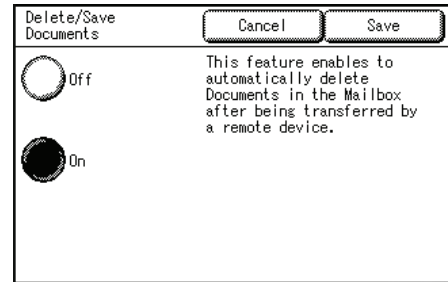 Delete/Save
Documents
Cancel
Save
Off
This feature enables to
automatically delete
Documents in the Mailbox
after being transferred by
a remote device.
On